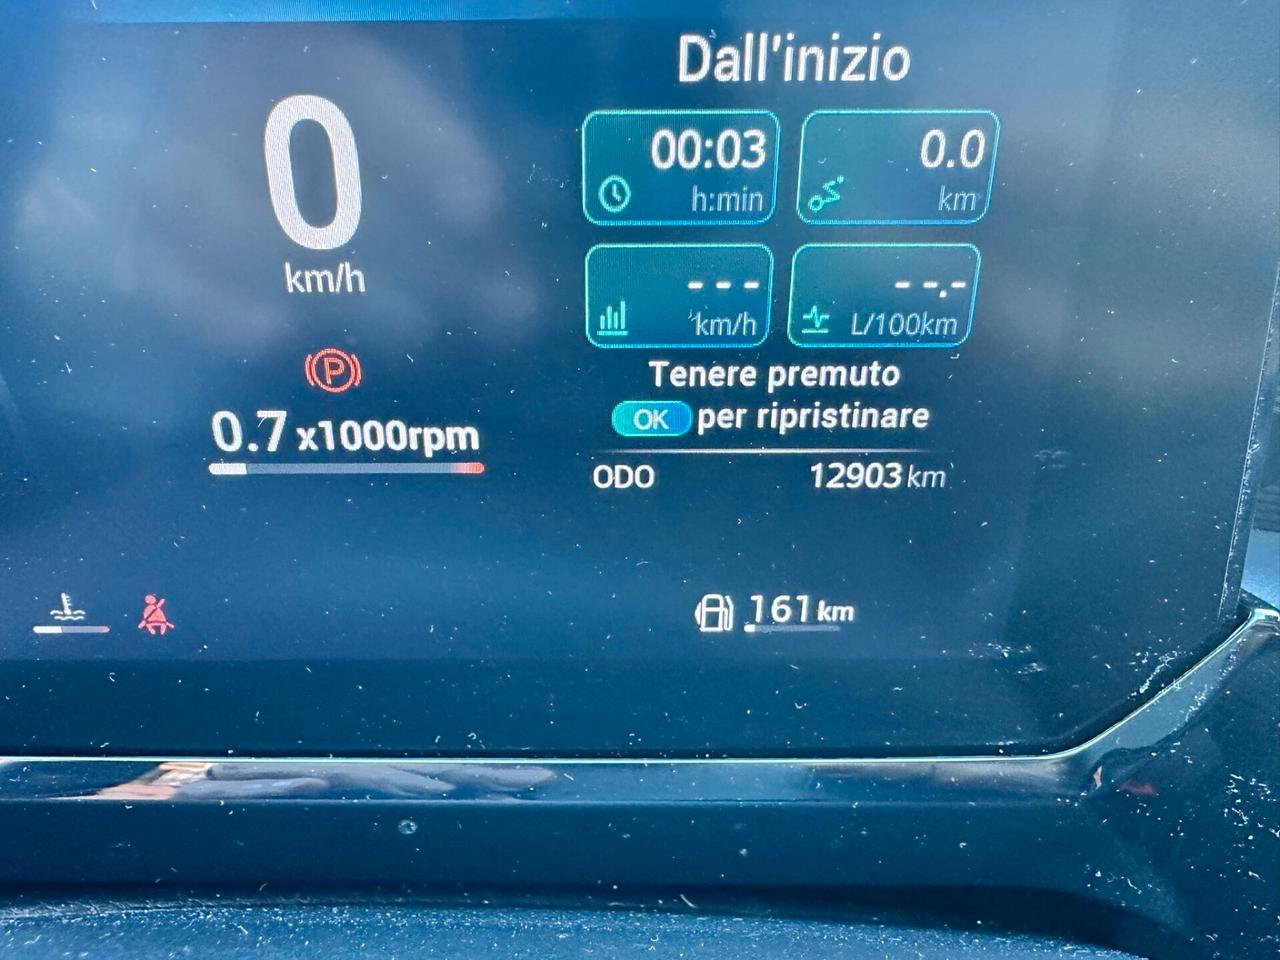 Dall'inizio
0
km/h
00:03
h:min
0.0
km
---
km/h
--.-
L/100km
P
0.7 x1000rpm
Tenere premuto
OK per ripristinare
ODO 12903 km
161 km